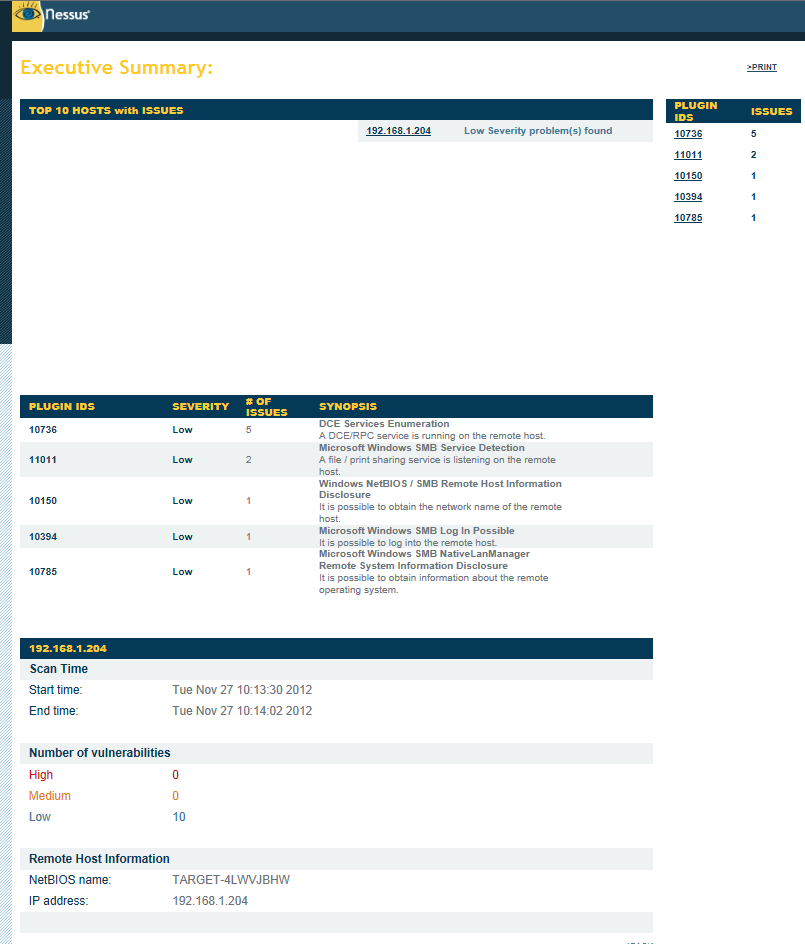 Nessus
Executive Summary:
>PRINT
TOP 10 HOSTS with ISSUES
192.168.1.204 Low Severity problem(s) found
PLUGIN IDS ISSUES
10736 5
11011 2
10150 1
10394 1
10785 1
PLUGIN IDS SEVERITY # OF ISSUES SYNOPSIS
10736 Low 5 DCE Services Enumeration
A DCE/RPC service is running on the remote host.
11011 Low 2 Microsoft Windows SMB Service Detection
A file / print sharing service is listening on the remote
host.
10150 Low 1 Windows NetBIOS / SMB Remote Host Information
Disclosure
It is possible to obtain the network name of the remote
host.
10394 Low 1 Microsoft Windows SMB Log In Possible
It is possible to log into the remote host.
10785 Low 1 Microsoft Windows SMB NativeLanManager
Remote System Information Disclosure
It is possible to obtain information about the remote
operating system.
192.168.1.204
Scan Time
Start time: Tue Nov 27 10:13:30 2012
End time: Tue Nov 27 10:14:02 2012
Number of vulnerabilities
High 0
Medium 0
Low 10
Remote Host Information
NetBIOS name: TARGET-4LWVJBHW
IP address: 192.168.1.204